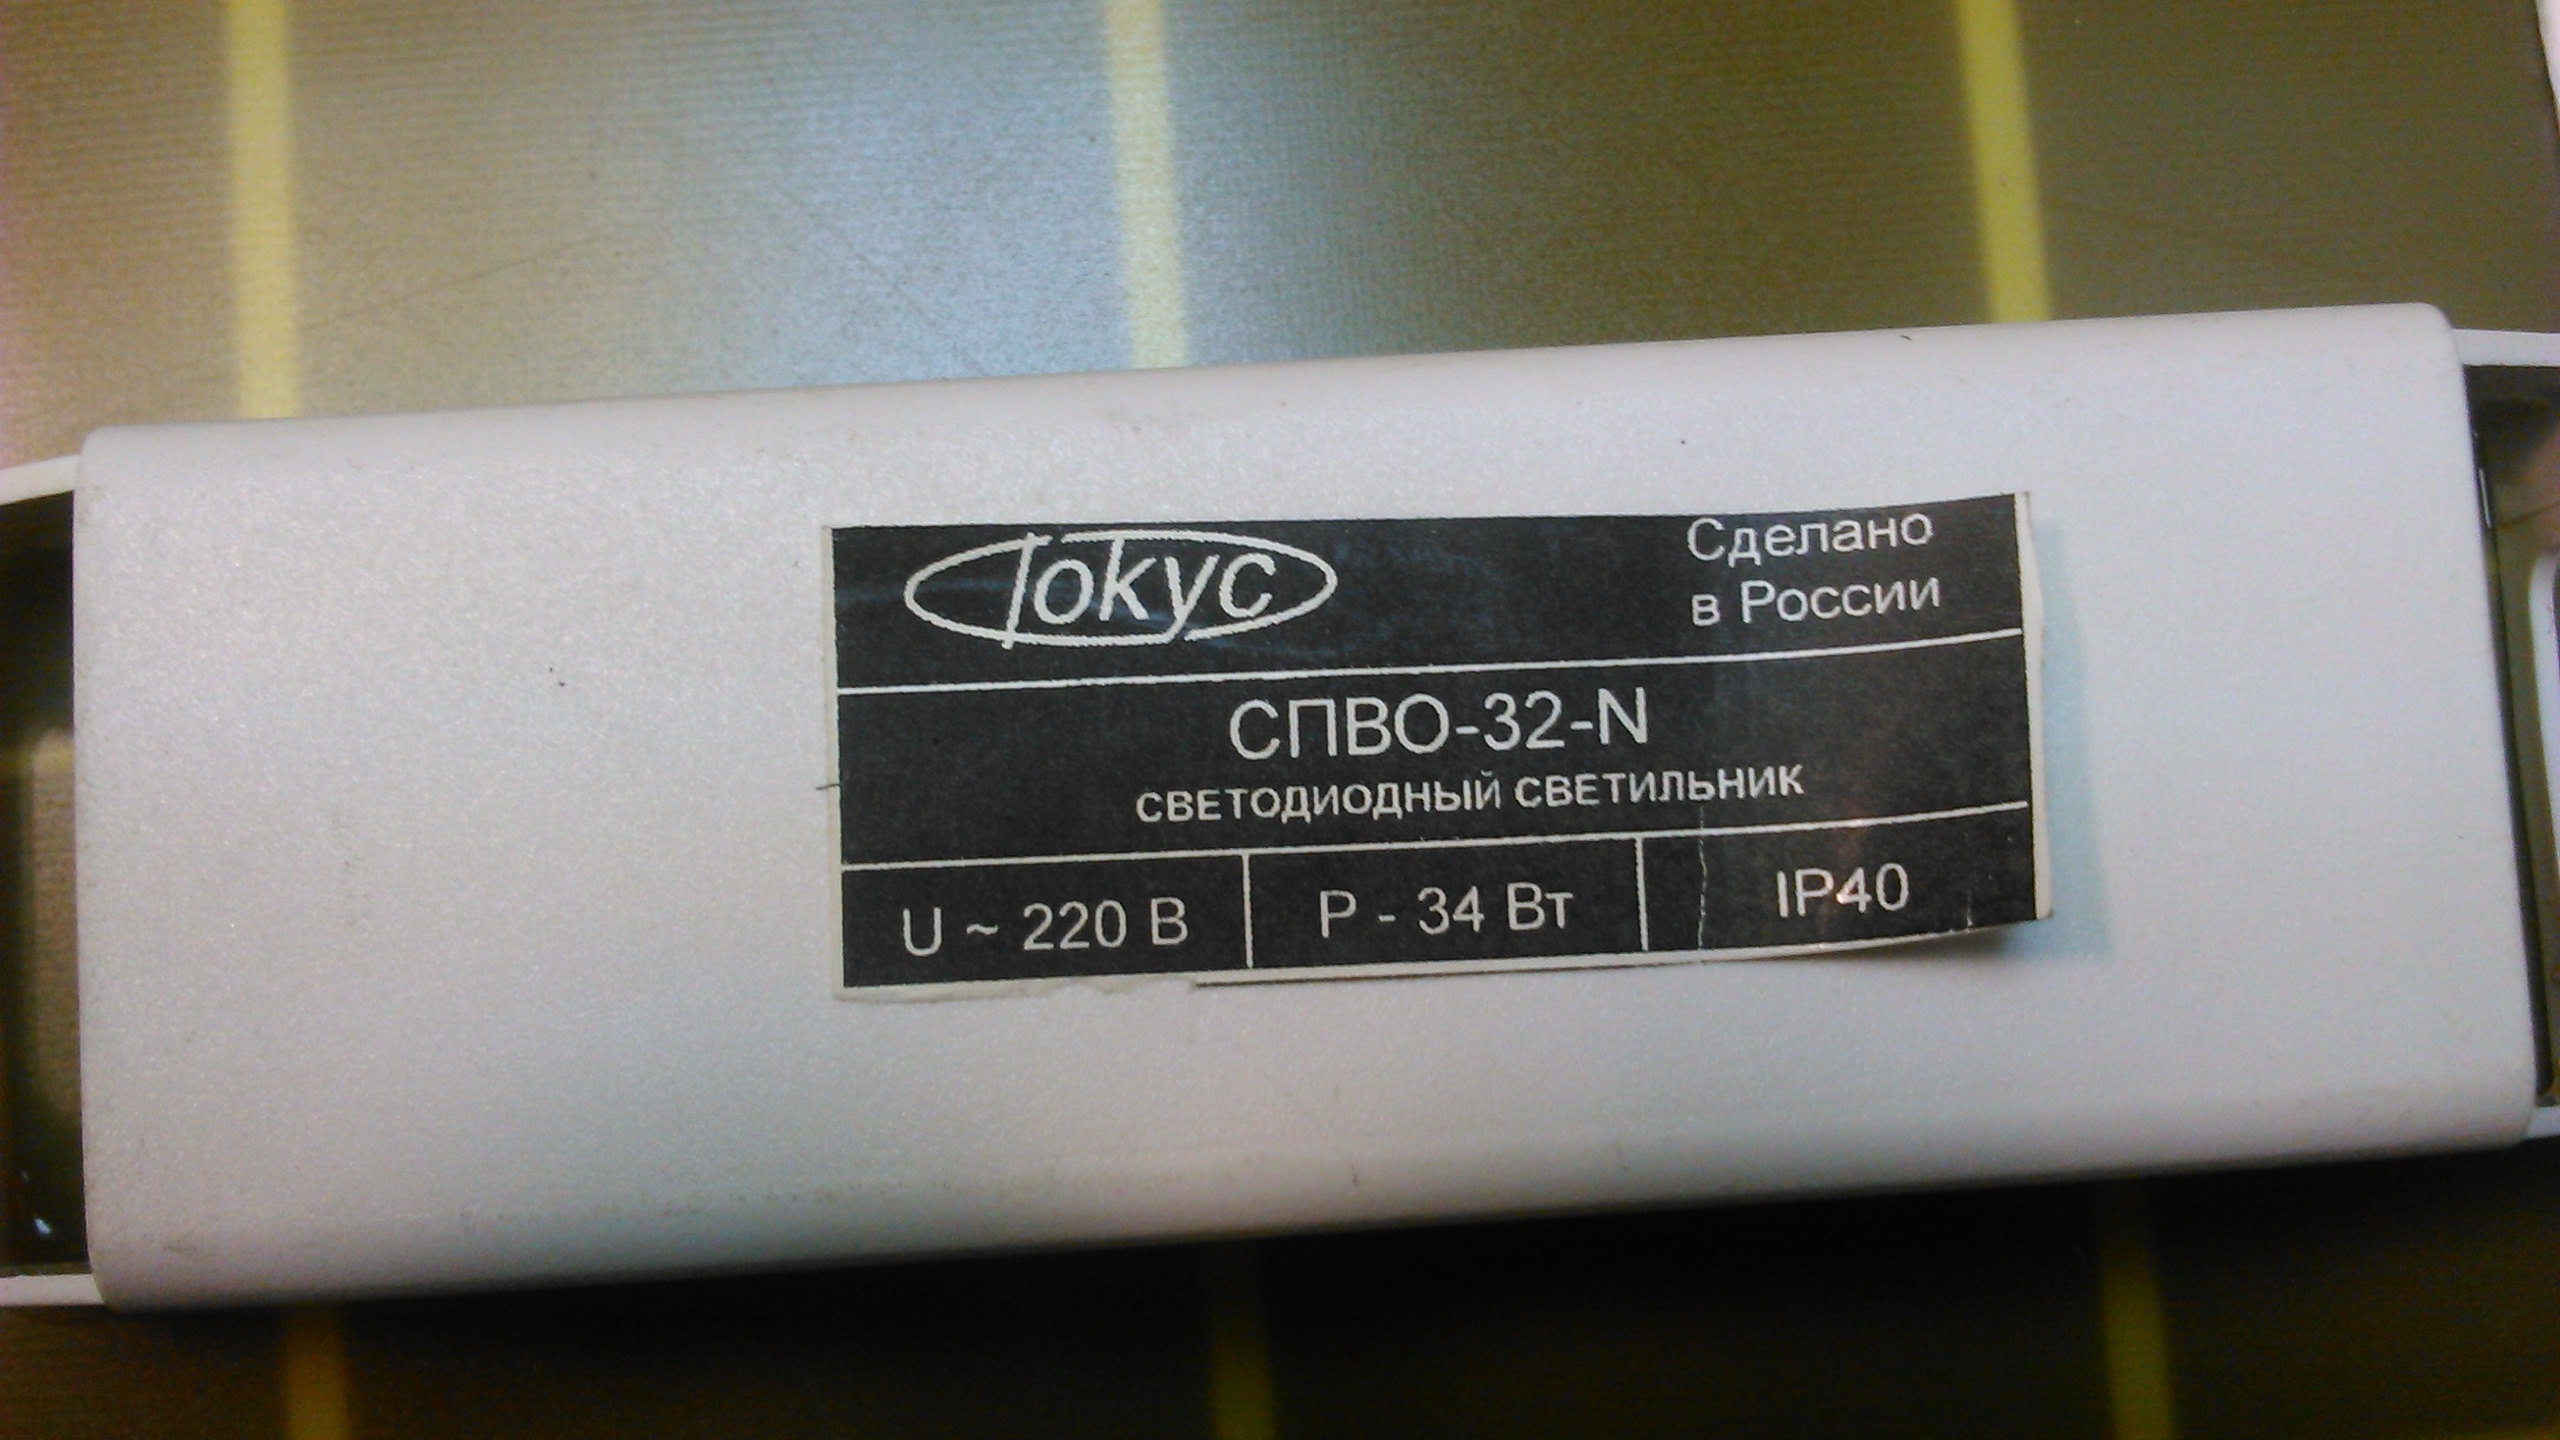 Фокус
Сделано
в России
СПВО-32-N
СВЕТОДИОДНЫЙ СВЕТИЛЬНИК
U ~ 220 В
Р - 34 Вт
IP40